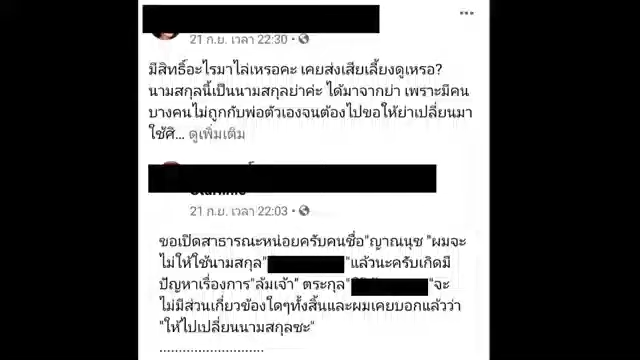 21 ก.ย. เวลา 22:30 •
มีสิทธิ์อะไรมาไล่เหรอคะ เคยส่งเสียเลี้ยงดูเหรอ?
นามสกุลนี้เป็นนามสกุลย่าค่ะ ได้มาจากย่า เพราะมีคน
บางคนไม่ถูกกับพ่อตัวเองจนต้องไปขอให้ย่าเปลี่ยนมา
ใช้ศิ... ดูเพิ่มเติม
21 ก.ย. เวลา 22:03 •
ขอเปิดสาธารณะหน่อยครับคนชื่อ"ญาณนุช "ผมจะ
ไม่ให้ใช้นามสกุล" "แล้วนะครับเกิดมี
ปัญหาเรื่องการ"ล้มเจ้า" ตระกูล" "จะ
ไม่มีส่วนเกี่ยวข้องใดๆทั้งสิ้นและผมเคยบอกแล้วว่า
"ให้ไปเปลี่ยนนามสกุลซะ"
...........................